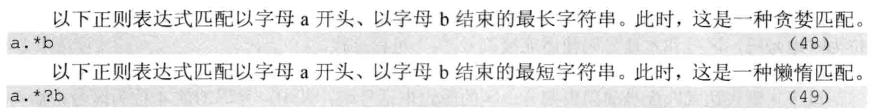 以下正则表达式匹配以字母 a 开头、以字母 b 结束的最长字符串。此时，这是一种贪婪匹配。
a.*b （48）
以下正则表达式匹配以字母 a 开头、以字母 b 结束的最短字符串。此时，这是一种懒惰匹配。
a.*?b （49）